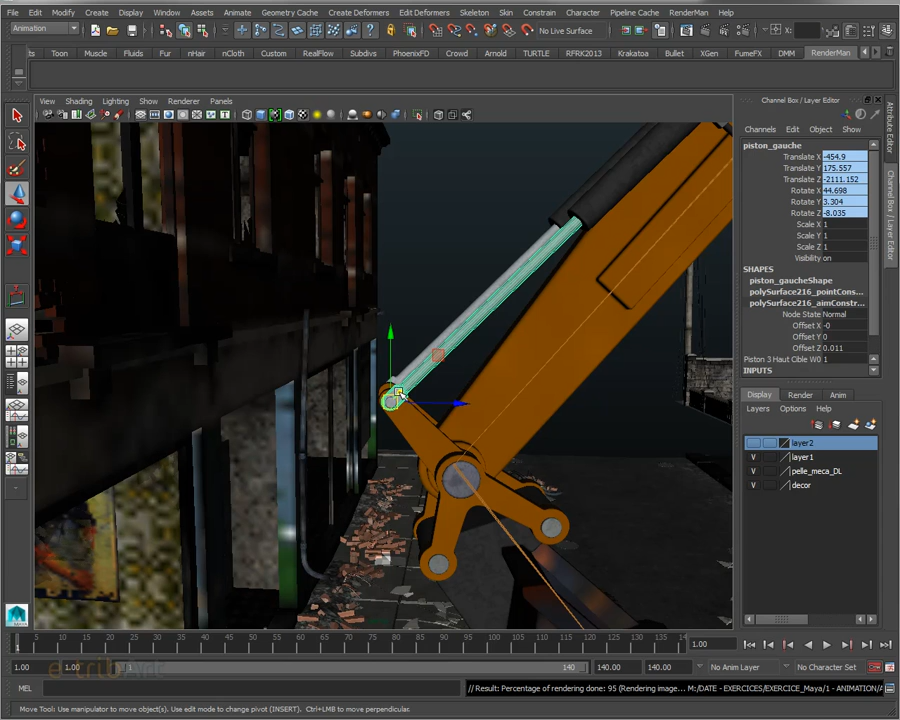 File Edit Modify Create Display Window Assets Animate Geometry Cache Create Deformers Edit Deformers Skeleton Skin Constrain Character Pipeline Cache RenderMan Help
Animation No Live Surface
ts Toon Muscle Fluids Fur nHair nCloth Custom RealFlow Subdivs PhoenixFD Crowd Arnold TURTLE RFRK2013 Krakatoa Bullet XGen FumeFX DMM RenderMan
View Shading Lighting Show Renderer Panels
Channel Box / Layer Editor
Channels Edit Object Show
piston_gauche
Translate X -454.9
Translate Y 175.557
Translate Z -2111.152
Rotate X 44.698
Rotate Y 3.304
Rotate Z -8.035
Scale X 1
Scale Y 1
Scale Z 1
Visibility on
SHAPES
piston_gaucheShape
polySurface216_pointCons...
polySurface216_aimConstr...
Node State Normal
Offset X -0
Offset Y 0
Offset Z 0.011
Piston 3 Haut Cible W0 1
INPUTS
Attribute Editor
Channel Box / Layer Editor
Display Render Anim
Layers Options Help
layer2
V layer1
V pelle_meca_DL
V decor
5 10 15 20 25 30 35 40 45 50 55 60 65 70 75 80 85 90 95 100 105 110 115 120 125 130 135 14
1 1.00
1.00 1.00 1 140 140.00 140.00 No Anim Layer No Character Set
MEL // Result: Percentage of rendering done: 95 (Rendering image... M:/DATE - EXERCICES/EXERCICE_Maya/1 - ANIMATION/A
Move Tool: Use manipulator to move object(s). Use edit mode to change pivot (INSERT). Ctrl+LMB to move perpendicular.